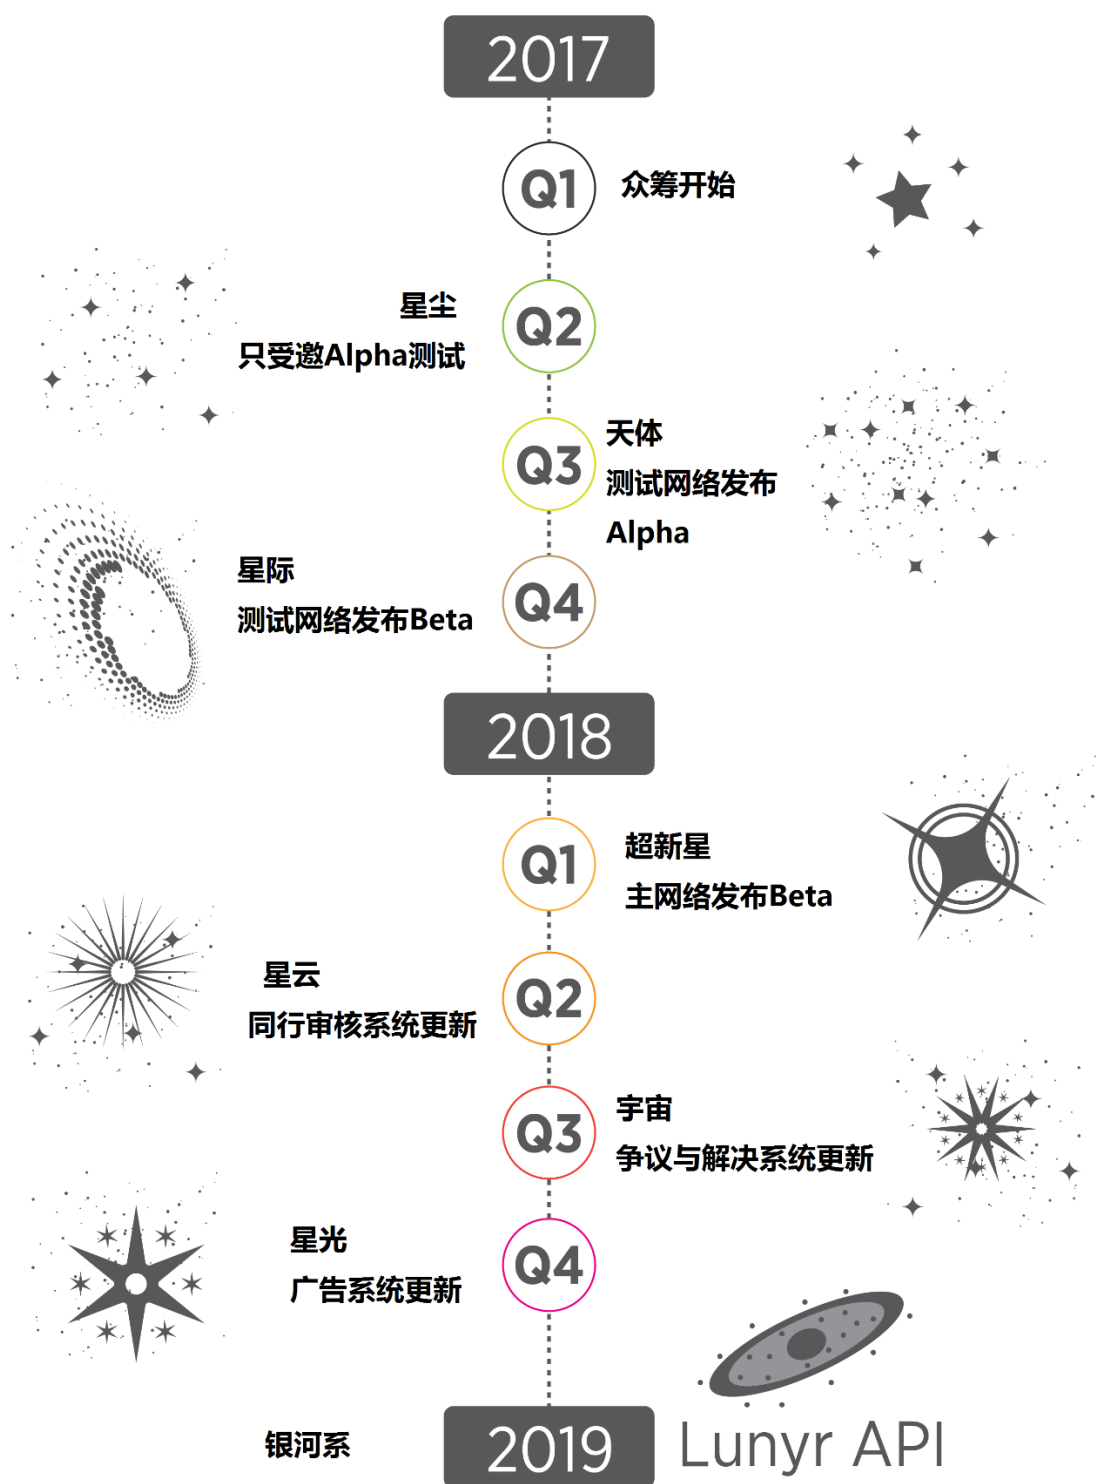 2017
Q1
众筹开始
星尘
只受邀Alpha测试
Q2
Q3
天体
测试网络发布
Alpha
星际
测试网络发布Beta
Q4
2018
Q1
超新星
主网络发布Beta
星云
同行审核系统更新
Q2
Q3
宇宙
争议与解决系统更新
星光
广告系统更新
Q4
银河系
2019
Lunyr API